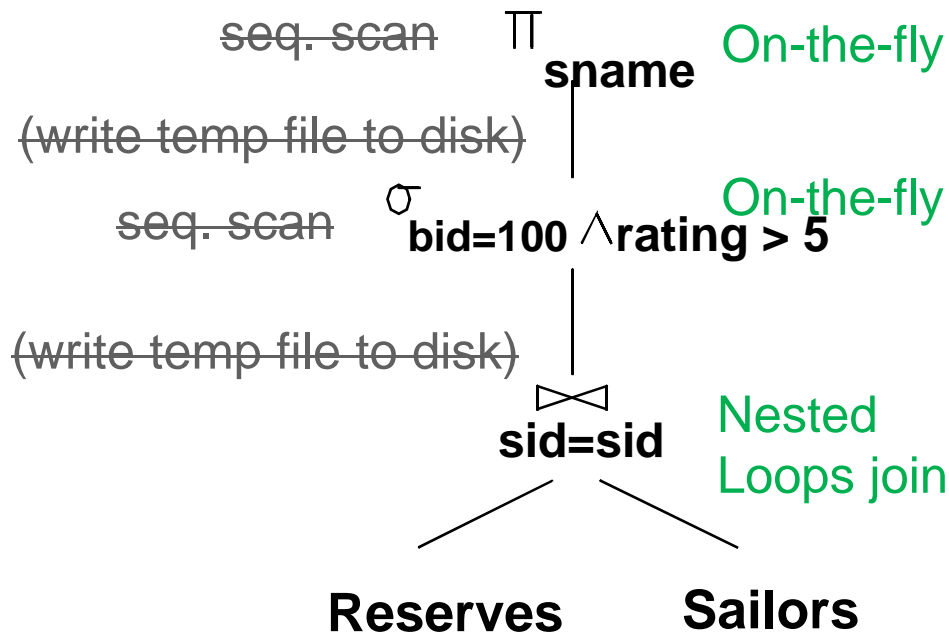 seq. scan π sname On-the-fly
(write temp file to disk)
On-the-fly
seq. scan σ bid=100 ∧ rating > 5
(write temp file to disk)
⋈
sid=sid
Nested
Loops join
Reserves Sailors